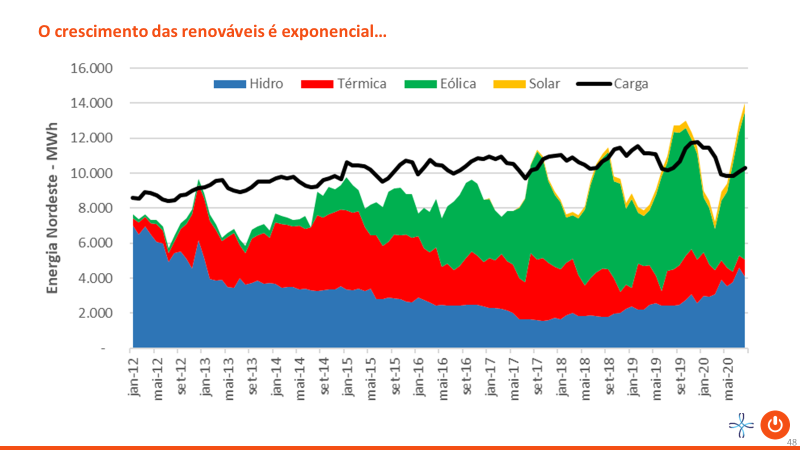 O crescimento das renováveis é exponencial...
16.000
14.000
12.000
10.000
8.000
6.000
4.000
2.000
-
Energia Nordeste - MWh
Hidro Térmica Eólica Solar Carga
jan-12 mai-12 set-12 jan-13 mai-13 set-13 jan-14 mai-14 set-14 jan-15 mai-15 set-15 jan-16 mai-16 set-16 jan-17 mai-17 set-17 jan-18 mai-18 set-18 jan-19 mai-19 set-19 jan-20 mai-20
48